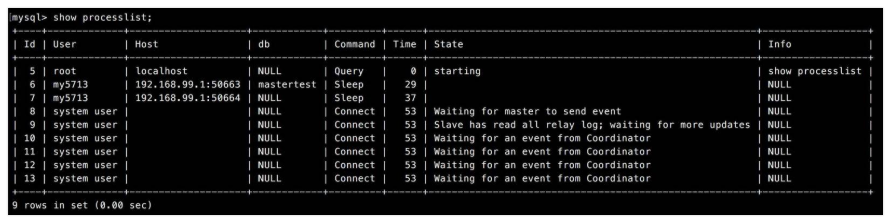 mysql> show processlist;
+----+-------------+--------------------+------------+---------+------+--------------------------------------------------------+------------------+
| Id | User | Host | db | Command | Time | State | Info |
+----+-------------+--------------------+------------+---------+------+--------------------------------------------------------+------------------+
| 5 | root | localhost | NULL | Query | 0 | starting | show processlist |
| 6 | my5713 | 192.168.99.1:50663 | mastertest | Sleep | 29 | | NULL |
| 7 | my5713 | 192.168.99.1:50664 | NULL | Sleep | 37 | | NULL |
| 8 | system user | | NULL | Connect | 53 | Waiting for master to send event | NULL |
| 9 | system user | | NULL | Connect | 53 | Slave has read all relay log; waiting for more updates | NULL |
| 10 | system user | | NULL | Connect | 53 | Waiting for an event from Coordinator | NULL |
| 11 | system user | | NULL | Connect | 53 | Waiting for an event from Coordinator | NULL |
| 12 | system user | | NULL | Connect | 53 | Waiting for an event from Coordinator | NULL |
| 13 | system user | | NULL | Connect | 53 | Waiting for an event from Coordinator | NULL |
+----+-------------+--------------------+------------+---------+------+--------------------------------------------------------+------------------+
9 rows in set (0.00 sec)